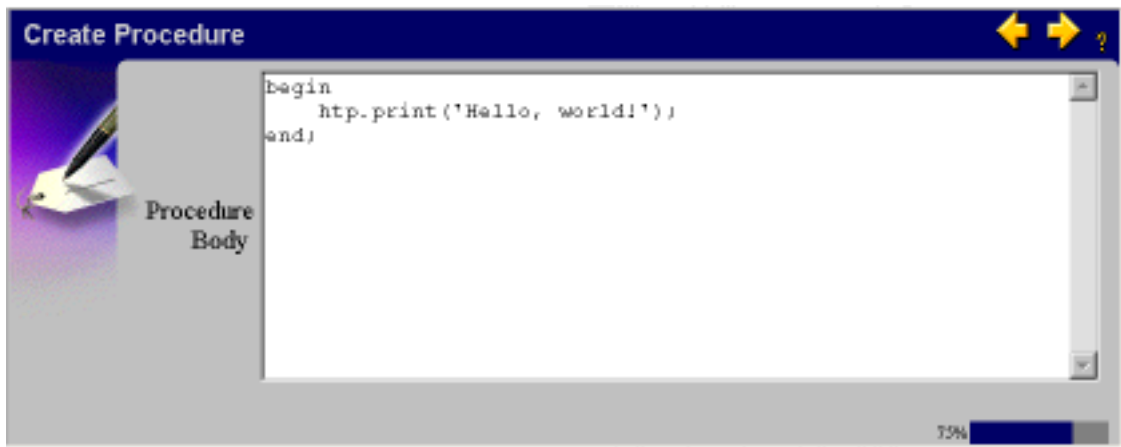 Create Procedure
?
begin
    htp.print('Hello, world!');
end;
Procedure
Body
75%